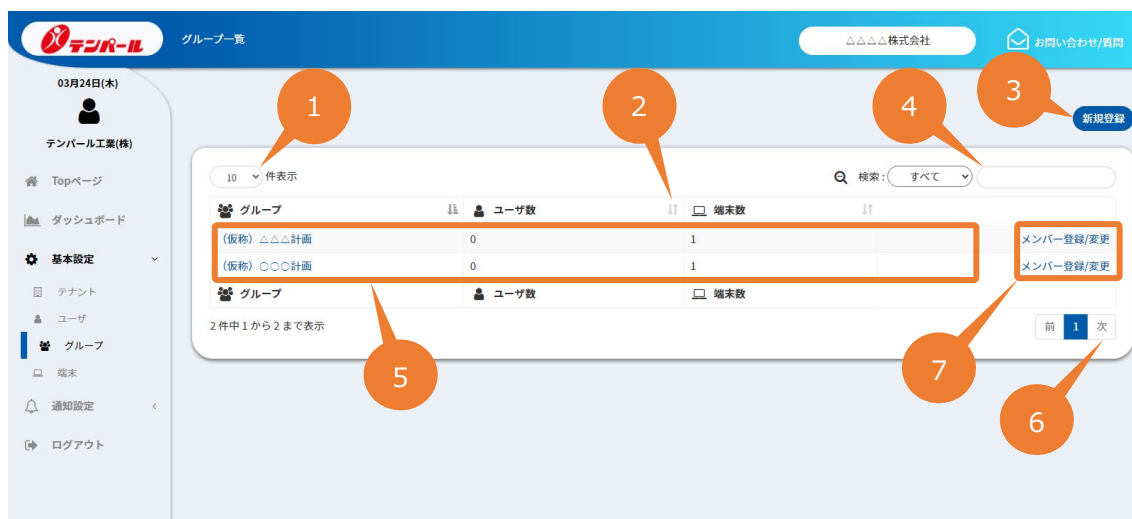 テンパール
グループ一覧
△△△△株式会社
お問い合わせ/質問
03月24日(木)
テンパール工業(株)
Topページ
ダッシュボード
基本設定
テナント
ユーザ
グループ
端末
通知設定
ログアウト
1
2
3
4
新規登録
10 件表示
検索: すべて
グループ ユーザ数 端末数
(仮称) △△△計画 0 1 メンバー登録/変更
(仮称) ○○○計画 0 1 メンバー登録/変更
グループ ユーザ数 端末数
2件中1から2まで表示
前 1 次
5
7
6